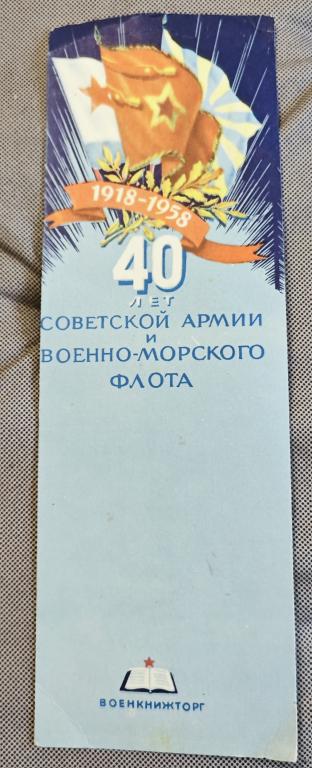 1918-1958
40
ЛЕТ
СОВЕТСКОЙ АРМИИ
И
ВОЕННО-МОРСКОГО
ФЛОТА
ВОЕНКНИЖТОРГ